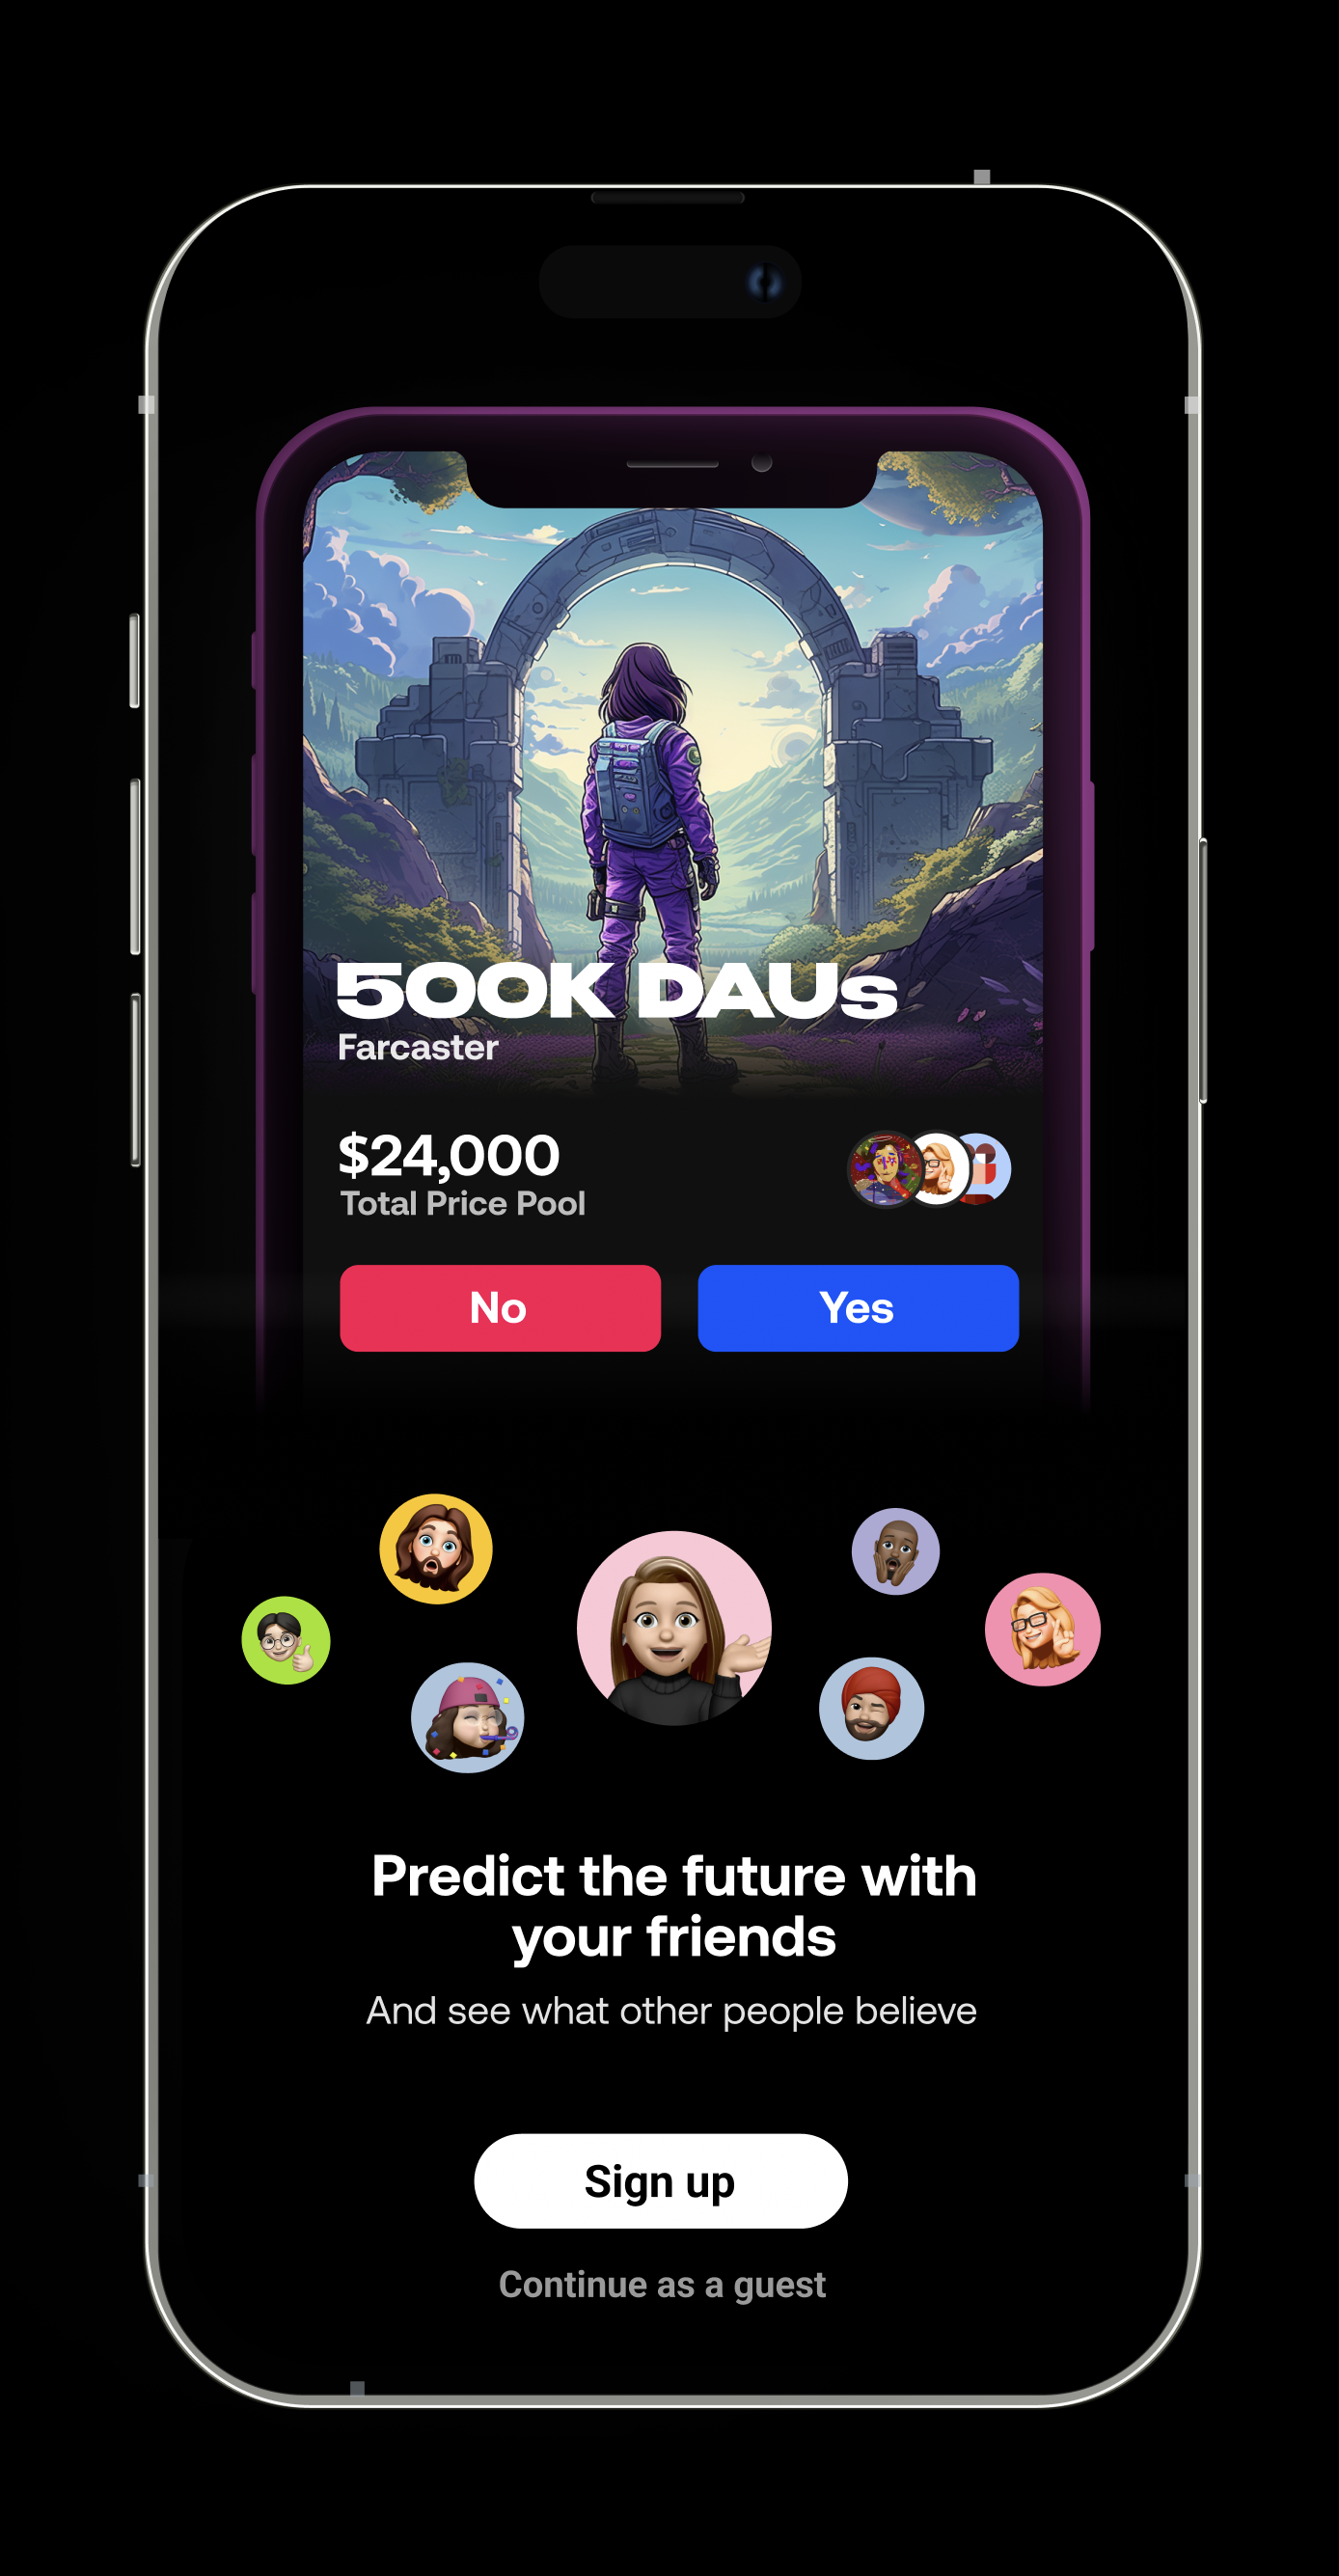 500K DAUs
Farcaster
$24,000
Total Price Pool
No
Yes
Predict the future with
your friends
And see what other people believe
Sign up
Continue as a guest